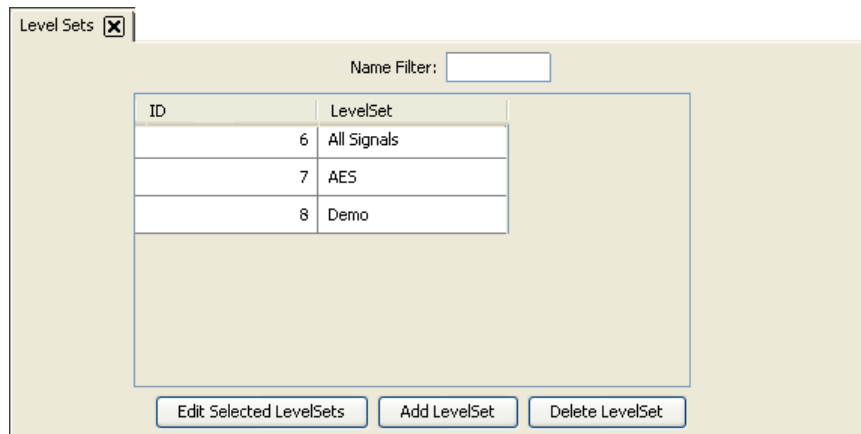 Level Sets
Name Filter:
ID LevelSet
6 All Signals
7 AES
8 Demo
Edit Selected LevelSets Add LevelSet Delete LevelSet